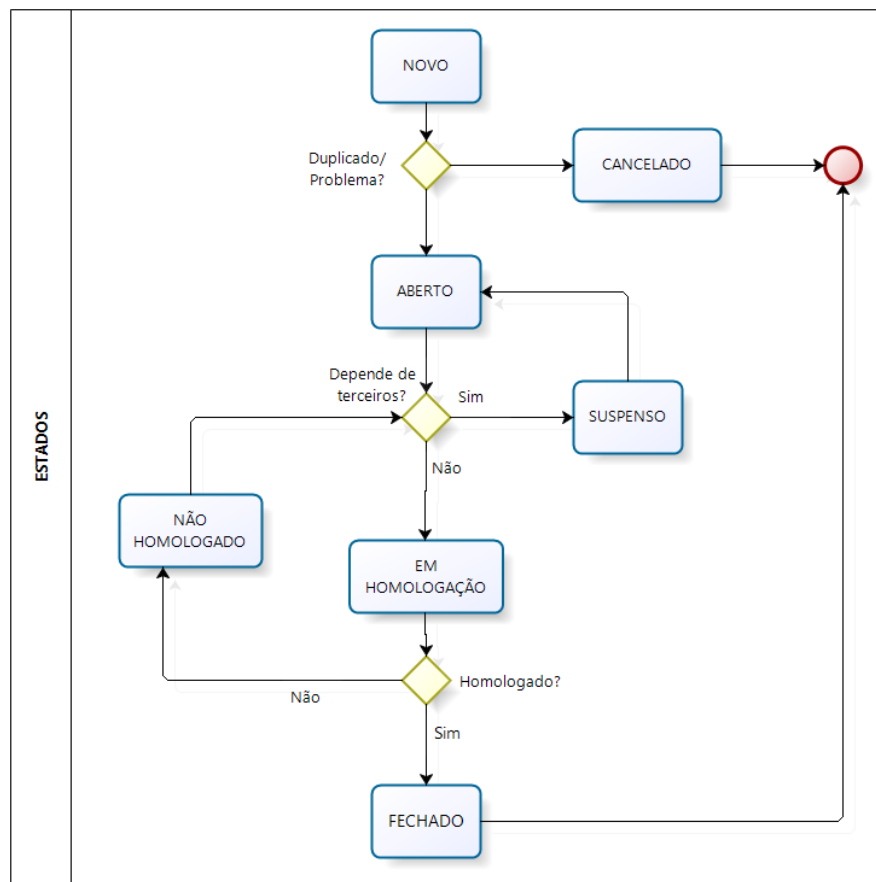 NOVO
Duplicado/
Problema?
CANCELADO
ABERTO
Depende de
terceiros?
Sim
SUSPENSO
Não
NÃO
HOMOLOGADO
EM
HOMOLOGAÇÃO
Homologado?
Não
Sim
FECHADO
ESTADOS